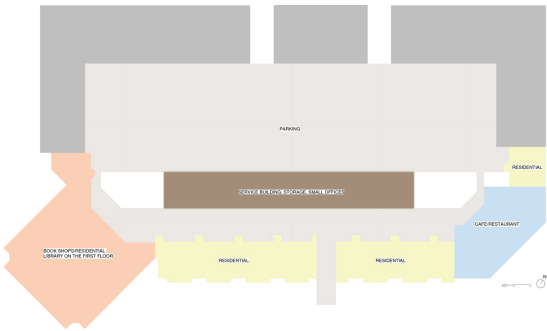 PARKING
RESIDENTIAL
SERVICE BUILDING, STORAGE, SMALL OFFICES
CAFE/RESTAURANT
BOOK SHOPS/RESIDENTIAL
LIBRARY ON THE FIRST FLOOR
RESIDENTIAL
RESIDENTIAL
N